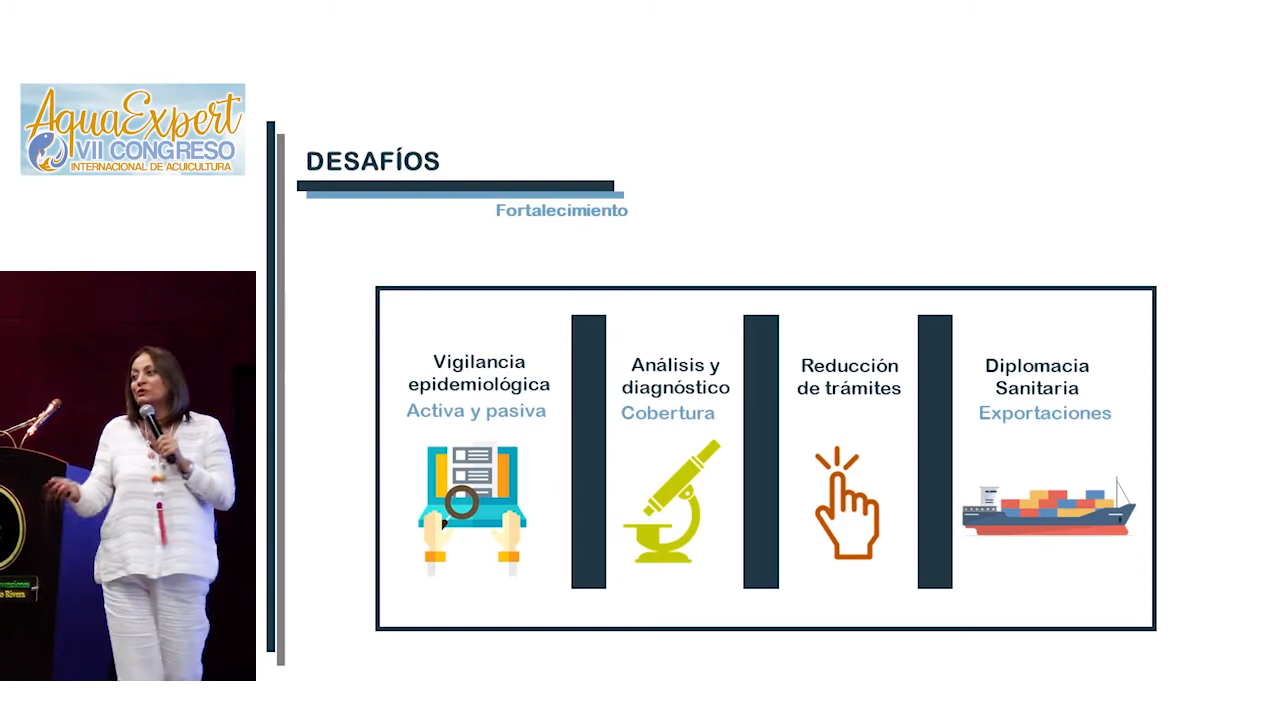 AquaExpert
VII CONGRESO
INTERNACIONAL DE ACUICULTURA
DESAFÍOS
Fortalecimiento
Vigilancia
epidemiológica
Activa y pasiva
Análisis y
diagnóstico
Cobertura
Reducción
de trámites
Diplomacia
Sanitaria
Exportaciones
o Rivera